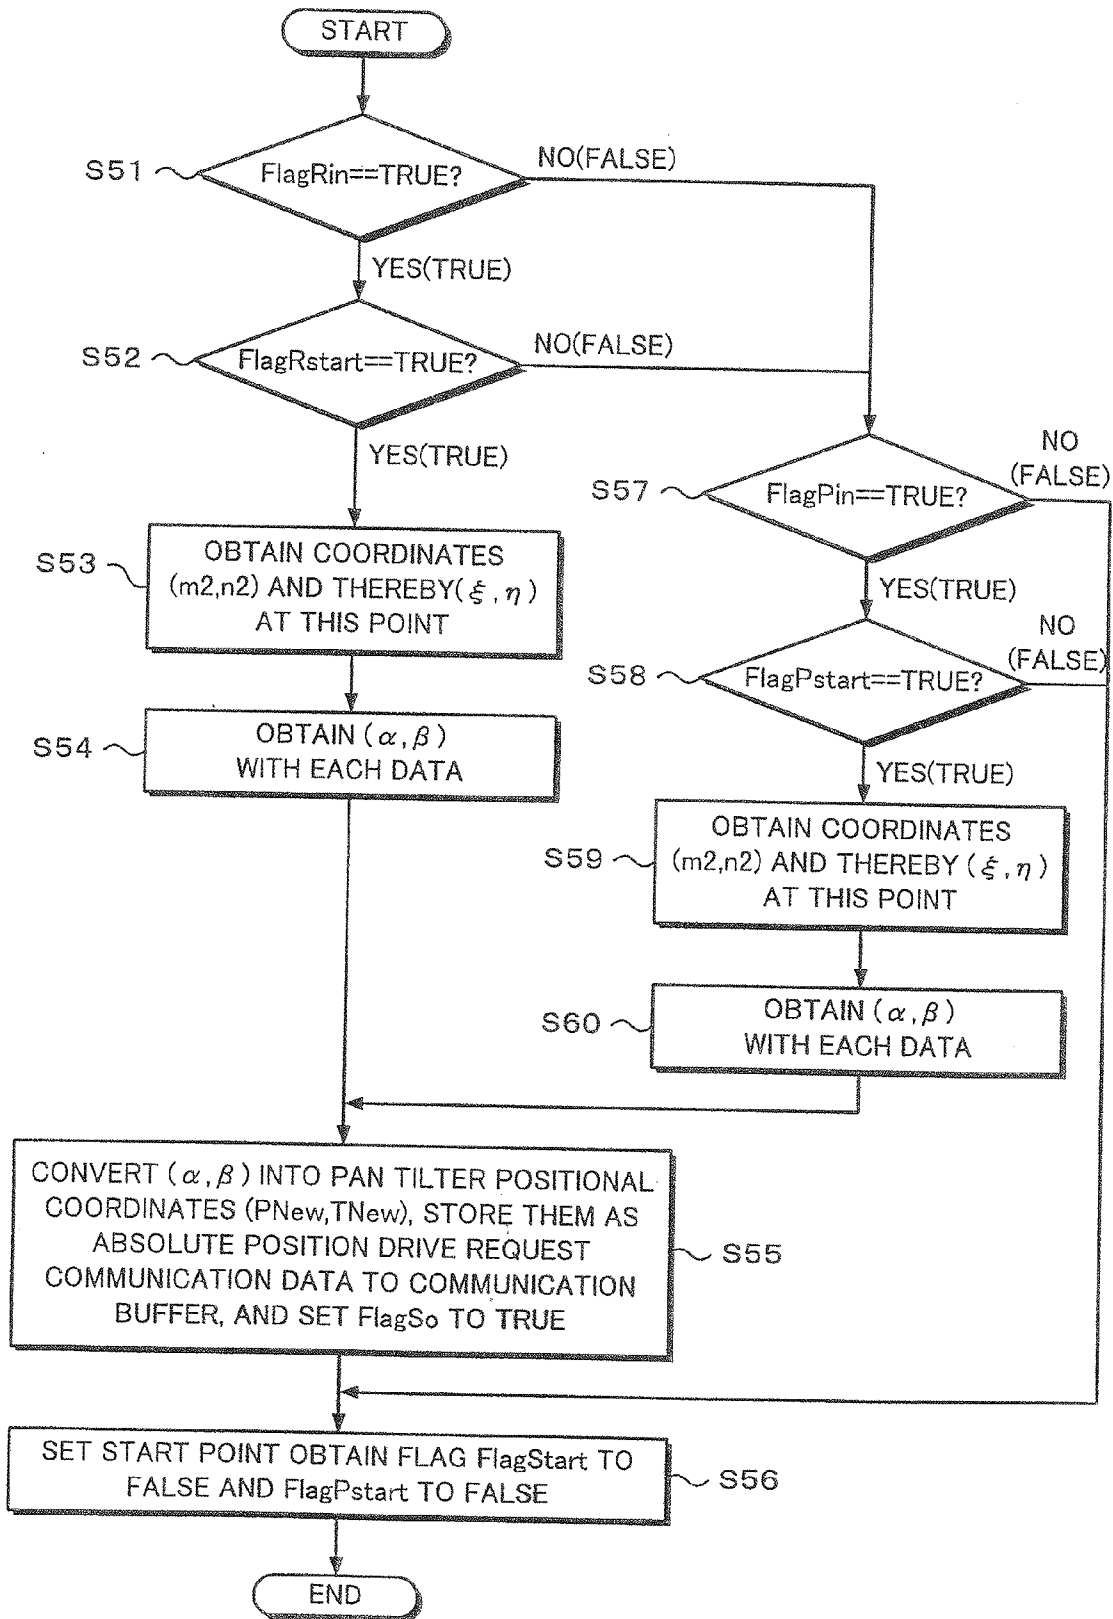 START
S51
FlagRin==TRUE?
NO(FALSE)
YES(TRUE)
S52
FlagRstart==TRUE?
NO(FALSE)
YES(TRUE)
S53
OBTAIN COORDINATES
(m2,n2) AND THEREBY(ξ,η)
AT THIS POINT
S54
OBTAIN (α,β)
WITH EACH DATA
S57
FlagPin==TRUE?
NO
(FALSE)
YES(TRUE)
S58
FlagPstart==TRUE?
NO
(FALSE)
YES(TRUE)
S59
OBTAIN COORDINATES
(m2,n2) AND THEREBY (ξ,η)
AT THIS POINT
S60
OBTAIN (α,β)
WITH EACH DATA
CONVERT (α,β) INTO PAN TILTER POSITIONAL
COORDINATES (PNew,TNew), STORE THEM AS
ABSOLUTE POSITION DRIVE REQUEST
COMMUNICATION DATA TO COMMUNICATION
BUFFER, AND SET FlagSo TO TRUE
S55
SET START POINT OBTAIN FLAG FlagStart TO
FALSE AND FlagPstart TO FALSE
S56
END